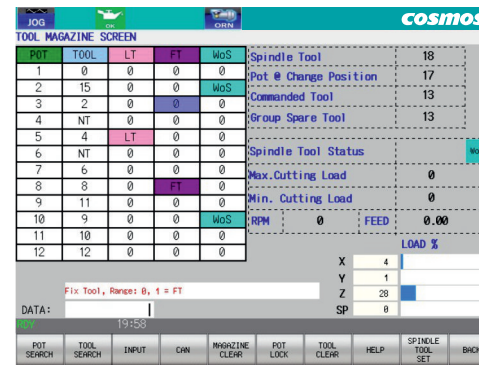 JOG
OK
ORN
cosmos
TOOL MAGAZINE SCREEN
POT TOOL LT FT WoS
1 0 0 0 0
2 15 0 0 WoS
3 2 0 0 0
4 NT 0 0 0
5 4 LT 0 0
6 NT 0 0 0
7 6 0 0 0
8 8 0 FT 0
9 11 0 0 0
10 9 0 0 WoS
11 10 0 0 0
12 12 0 0 0
Spindle Tool 18
Pot @ Change Position 17
Commanded Tool 13
Group Spare Tool 13
Spindle Tool Status Wo
Max.Cutting Load 0
Min. Cutting Load 0
RPM 0 FEED 0.00
LOAD %
X 4
Y 1
Z 28
SP 0
Fix Tool, Range: 0, 1 = FT
DATA:
RDY 19:58
POT SEARCH
TOOL SEARCH
INPUT
CAN
MAGAZINE CLEAR
POT LOCK
TOOL CLEAR
HELP
SPINDLE TOOL SET
BACK